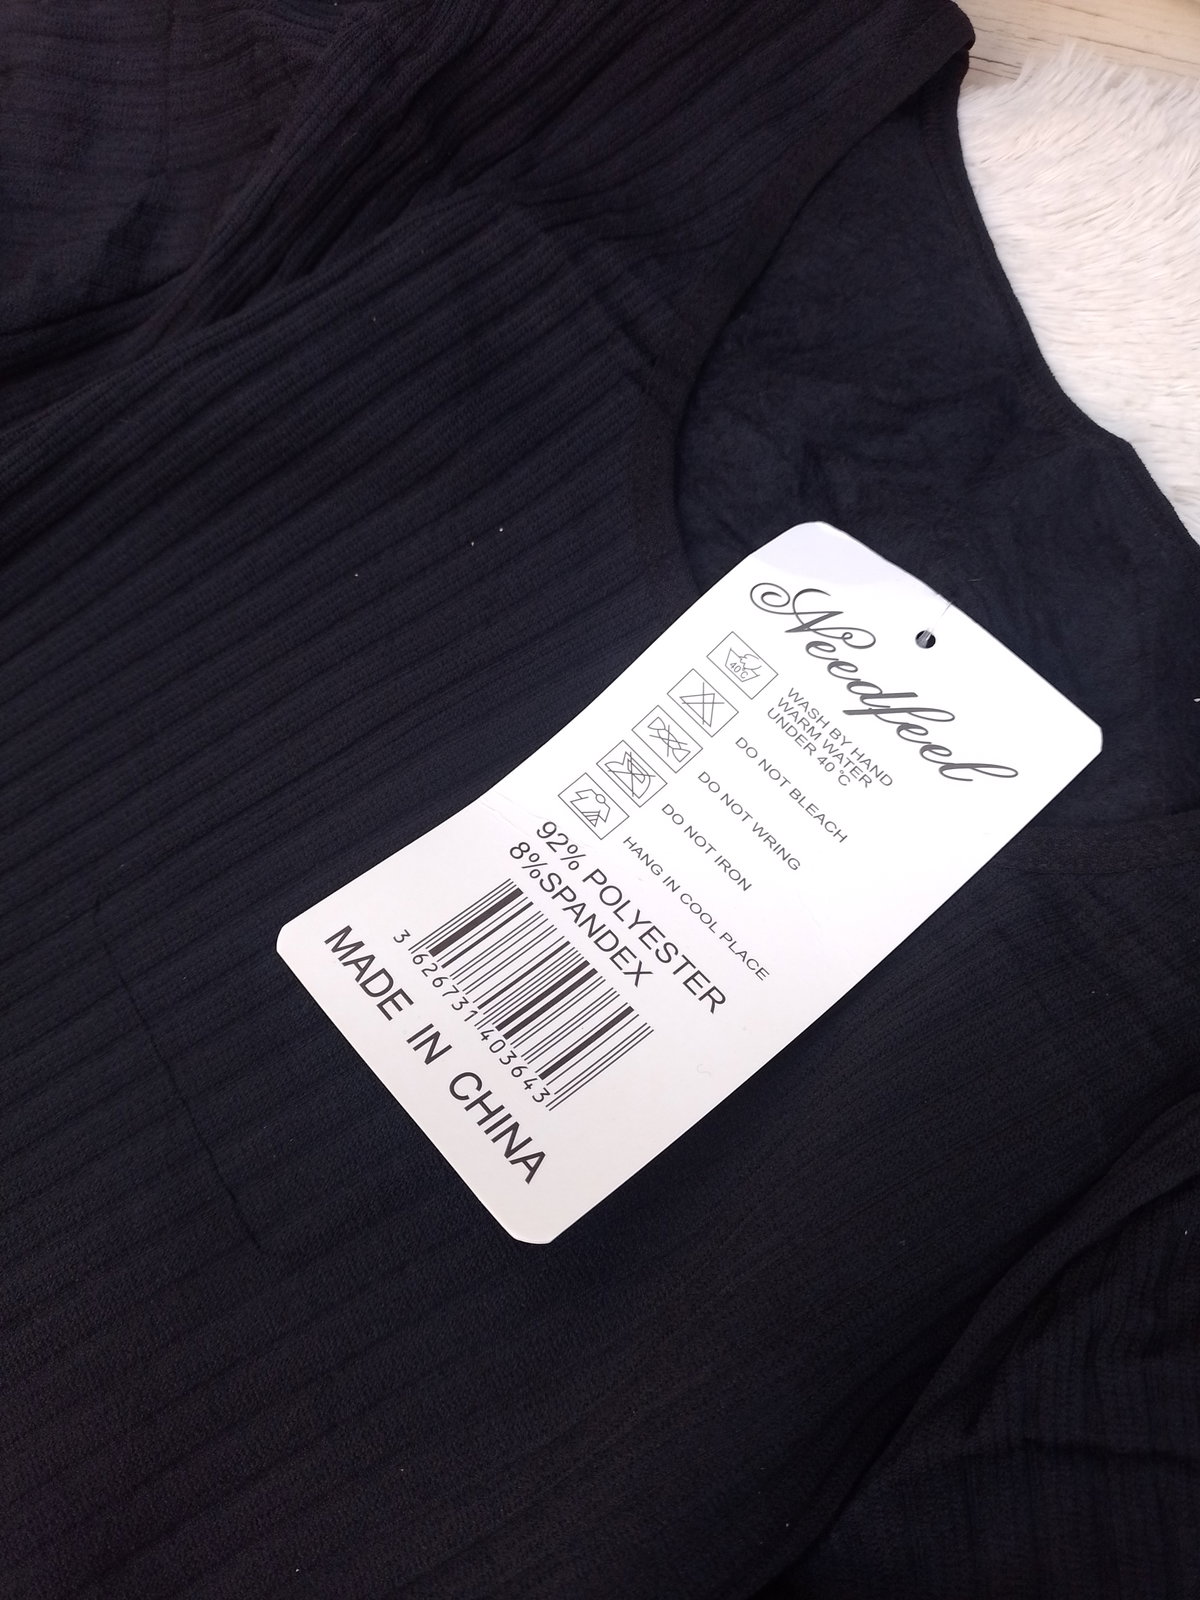 Needfeel
40°C
WASH BY HAND
WARM WATER
UNDER 40°C
DO NOT BLEACH
DO NOT WRING
DO NOT IRON
HANG IN COOL PLACE
92% POLYESTER
8%SPANDEX
3 626731 403643
MADE IN CHINA